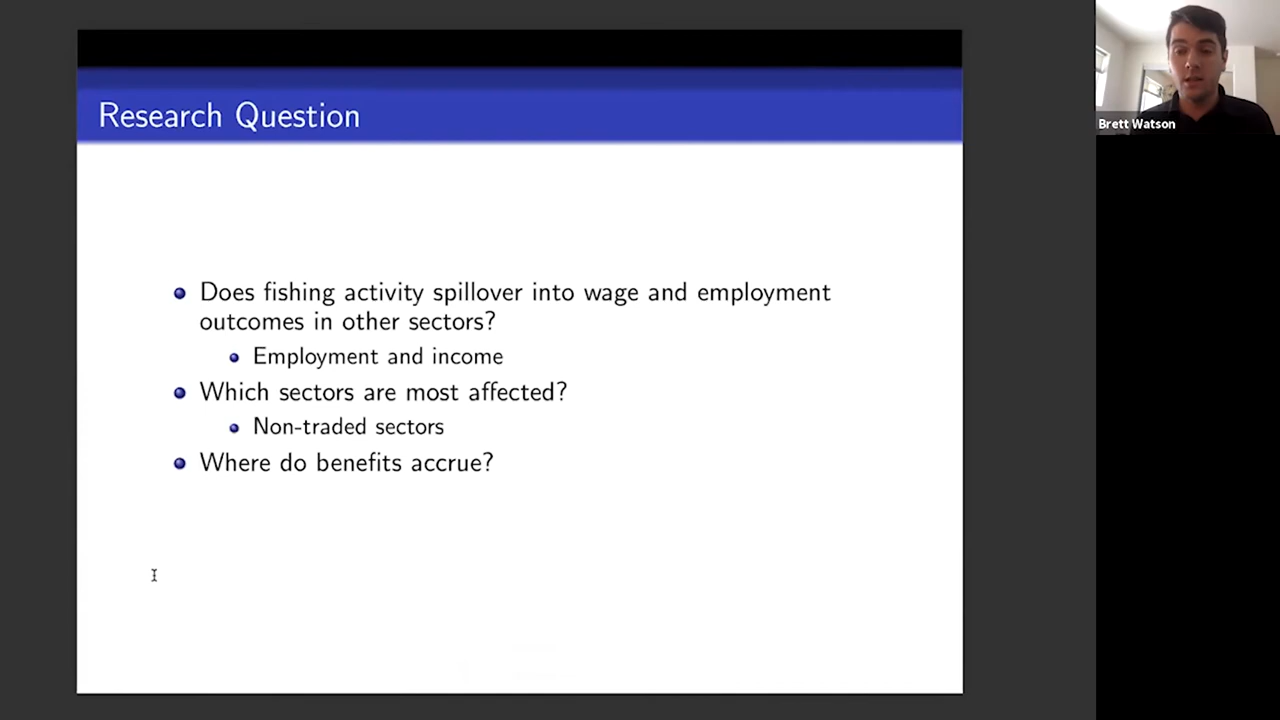 Research Question
Does fishing activity spillover into wage and employment
outcomes in other sectors?
Employment and income
Which sectors are most affected?
Non-traded sectors
Where do benefits accrue?
Brett Watson